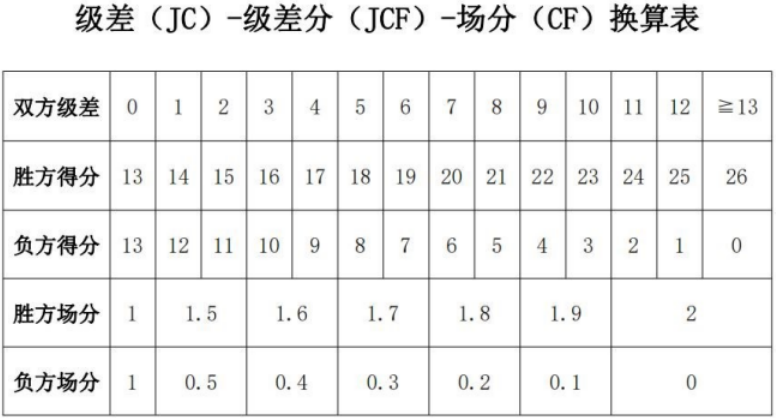 级差（JC）-级差分（JCF）-场分（CF）换算表
双方级差 0 1 2 3 4 5 6 7 8 9 10 11 12 ≧13
胜方得分 13 14 15 16 17 18 19 20 21 22 23 24 25 26
负方得分 13 12 11 10 9 8 7 6 5 4 3 2 1 0
胜方场分 1 1.5 1.6 1.7 1.8 1.9 2
负方场分 1 0.5 0.4 0.3 0.2 0.1 0